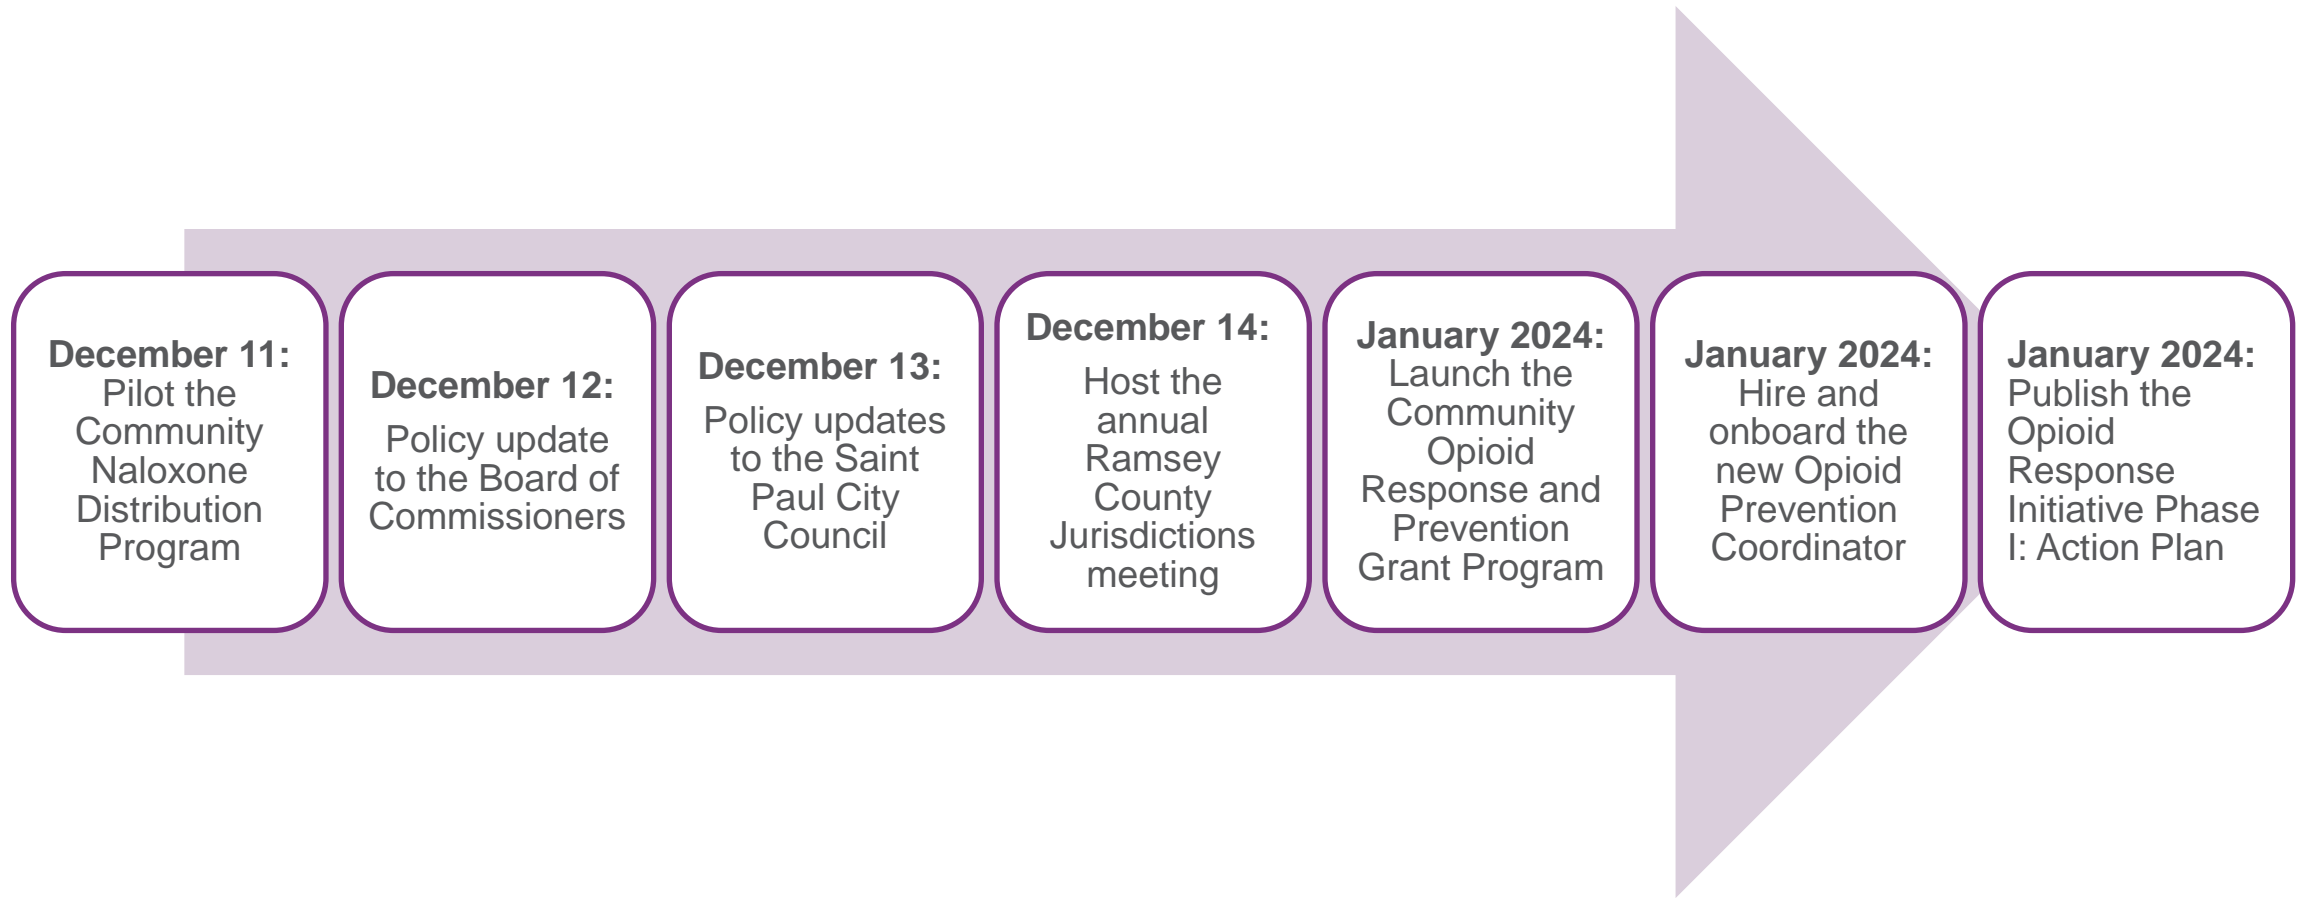 December 11:
Pilot the
Community
Naloxone
Distribution
Program
December 12:
Policy update
to the Board of
Commissioners
December 13:
Policy updates
to the Saint
Paul City
Council
December 14:
Host the
annual
Ramsey
County
Jurisdictions
meeting
January 2024:
Launch the
Community
Opioid
Response and
Prevention
Grant Program
January 2024:
Hire and
onboard the
new Opioid
Prevention
Coordinator
January 2024:
Publish the
Opioid
Response
Initiative Phase
I: Action Plan